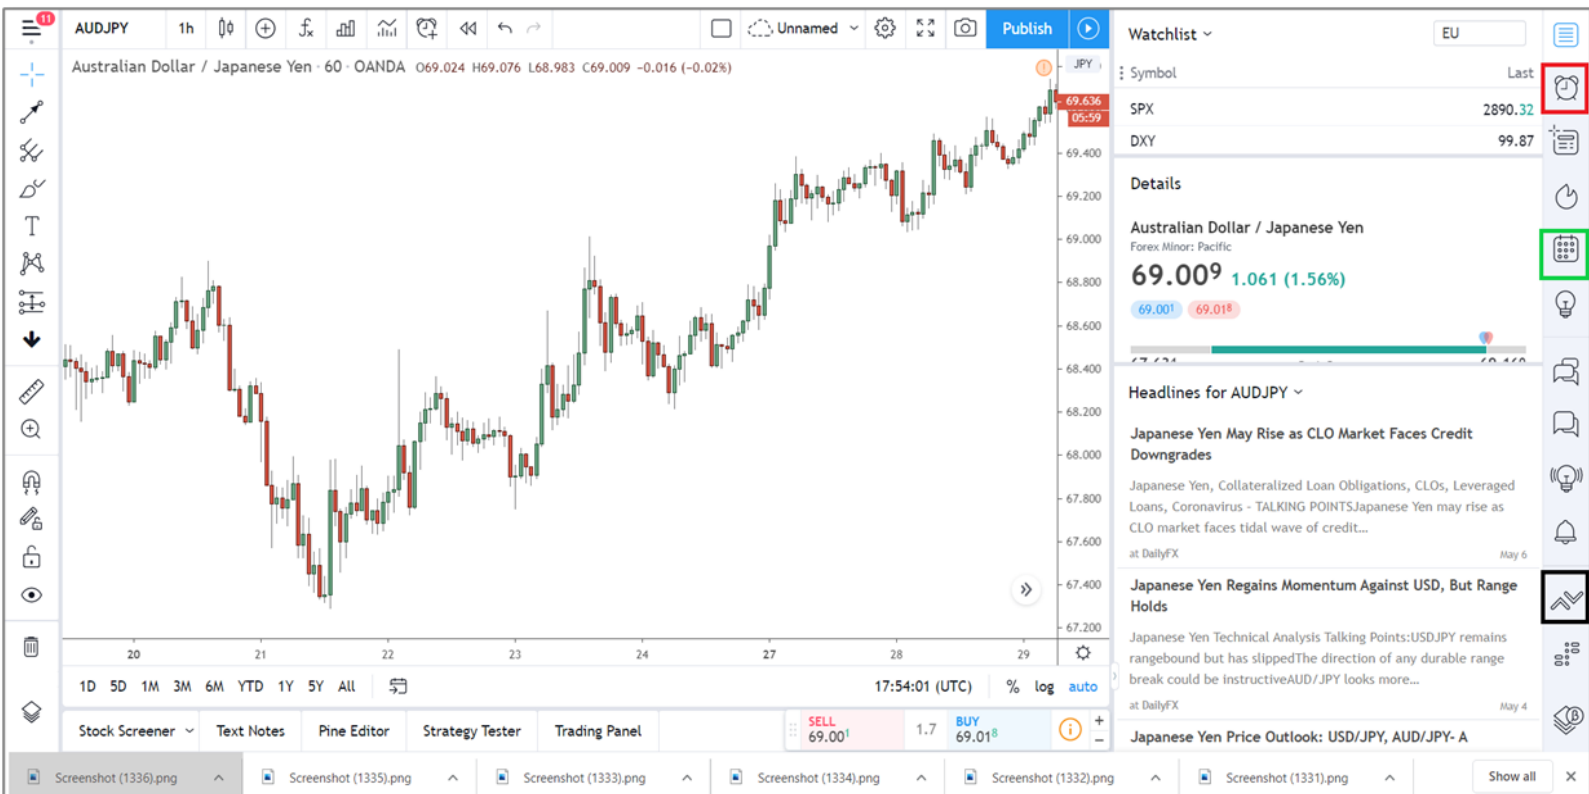 11
AUDJPY
1h
Unnamed
Publish
Australian Dollar / Japanese Yen · 60 · OANDA O69.024 H69.076 L68.983 C69.009 −0.016 (−0.02%)
JPY
69.636
05:59
69.400
69.200
69.000
68.800
68.600
68.400
68.200
68.000
67.800
67.600
67.400
67.200
20 21 22 23 24 27 28 29
1D 5D 1M 3M 6M YTD 1Y 5Y All
17:54:01 (UTC) % log auto
Stock Screener Text Notes Pine Editor Strategy Tester Trading Panel
SELL
69.001
1.7
BUY
69.018
Watchlist
EU
Symbol Last
SPX 2890.32
DXY 99.87
Details
Australian Dollar / Japanese Yen
Forex Minor: Pacific
69.009 1.061 (1.56%)
69.001 69.018
Headlines for AUDJPY
Japanese Yen May Rise as CLO Market Faces Credit
Downgrades
Japanese Yen, Collateralized Loan Obligations, CLOs, Leveraged
Loans, Coronavirus - TALKING POINTSJapanese Yen may rise as
CLO market faces tidal wave of credit...
at DailyFX May 6
Japanese Yen Regains Momentum Against USD, But Range
Holds
Japanese Yen Technical Analysis Talking Points:USDJPY remains
rangebound but has slippedThe direction of any durable range
break could be instructiveAUD/JPY looks more...
at DailyFX May 4
Japanese Yen Price Outlook: USD/JPY, AUD/JPY- A
Screenshot (1336).png Screenshot (1335).png Screenshot (1333).png Screenshot (1334).png Screenshot (1332).png Screenshot (1331).png Show all